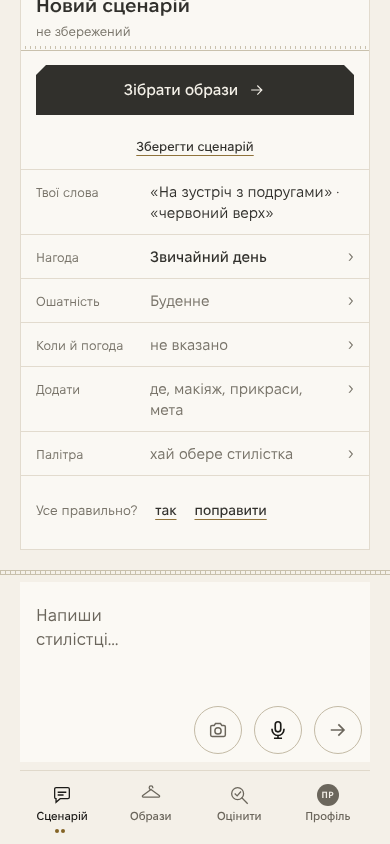 Новий сценарій
не збережений
Зібрати образи →
Зберегти сценарій
Твої слова
«На зустріч з подругами» ·
«червоний верх»
Нагода
Звичайний день
Ошатність
Буденне
Коли й погода
не вказано
Додати
де, макіяж, прикраси,
мета
Палітра
хай обере стилістка
Усе правильно? так поправити
Напиши
стилістці...
ПР
Сценарій Образи Оцінити Профіль